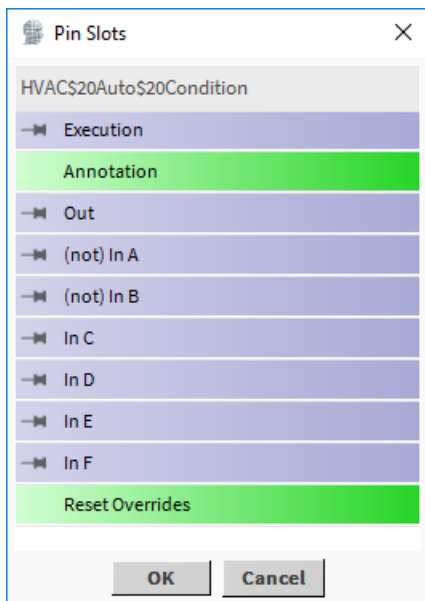 Pin Slots
HVAC$20Auto$20Condition
Execution
Annotation
Out
(not) In A
(not) In B
In C
In D
In E
In F
Reset Overrides
OK Cancel